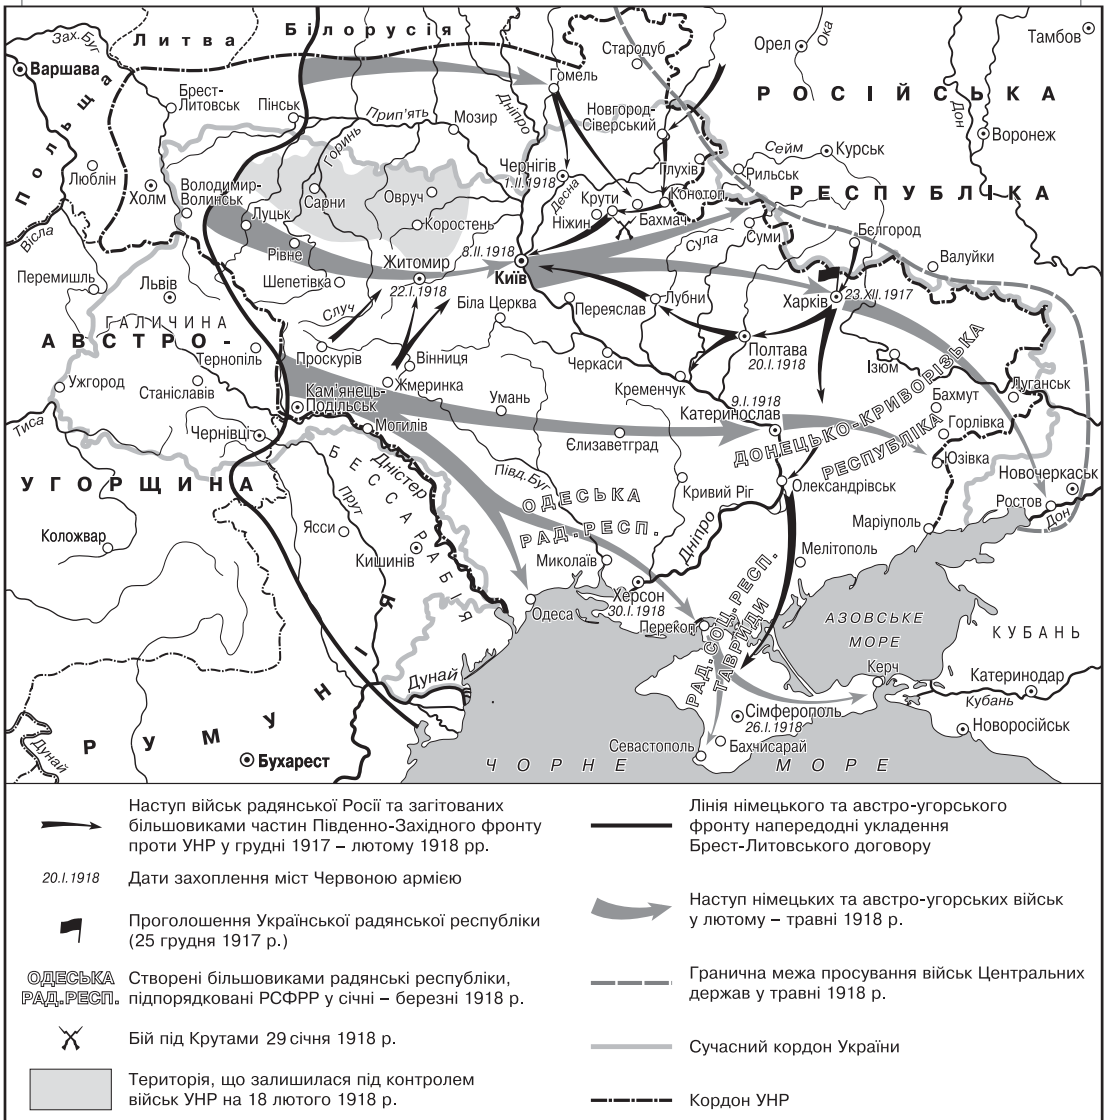 Литва
Білорусія
Стародуб
Орел
Ока
Тамбов
Зах. Буг
Варшава
Польща
Брест-
Литовськ
Пінськ
Прип'ять
Мозир
Гомель
Дніпро
Новгород-
Сіверський
РОСІЙСЬКА
Дон
Воронеж
Люблін
Холм
Володимир-
Волинськ
Горинь
Чернігів
1.II.1918
Десна
Глухів
Сейм
Курськ
Рильськ
РЕСПУБЛІКА
Луцьк
Сарни
Овруч
Коростень
Крути
Ніжин
Бахмач
Конотоп
Вісла
Рівне
Житомир
22.I.1918
8.II.1918
Київ
Сула
Суми
Бєлгород
Валуйки
Перемишль
Львів
Шепетівка
Случ
Біла Церква
Переяслав
Лубни
Харків
23.XII.1917
ГАЛИЧИНА
АВСТРО-
Тернопіль
Проскурів
Вінниця
Черкаси
Полтава
20.I.1918
Ізюм
Ужгород
Станіславів
Кам'янець-
Подільськ
Жмеринка
Умань
Кременчук
9.I.1918
Катеринослав
ДОНЕЦЬКО-КРИВОРІЗЬКА
РЕСПУБЛІКА
Бахмут
Луганськ
Тиса
Чернівці
Могилів
Єлизаветград
Горлівка
Юзівка
УГОРЩИНА
БЕССАРАБІЯ
Дністер
Прут
Півд. Буг
ОДЕСЬКА
РАД. РЕСП.
Кривий Ріг
Олександрівськ
Новочеркаськ
Ростов
Дон
Коложвар
Ясси
Кишинів
Миколаїв
Дніпро
Маріуполь
Мелітополь
Херсон
30.I.1918
Одеса
Перекоп
РАД. СОЦ. РЕСП.
ТАВРИДИ
АЗОВСЬКЕ
МОРЕ
КУБАНЬ
Дунай
Керч
Катеринодар
Кубань
Новоросійськ
РУМУНІЯ
Дунай
Бухарест
Сімферополь
26.I.1918
Севастополь
Бахчисарай
ЧОРНЕ МОРЕ
Наступ військ радянської Росії та загітованих
більшовиками частин Південно-Західного фронту
проти УНР у грудні 1917 – лютому 1918 рр.
20.I.1918 Дати захоплення міст Червоною армією
Проголошення Української радянської республіки
(25 грудня 1917 р.)
ОДЕСЬКА
РАД.РЕСП.
Створені більшовиками радянські республіки,
підпорядковані РСФРР у січні – березні 1918 р.
Бій під Крутами 29 січня 1918 р.
Територія, що залишилася під контролем
військ УНР на 18 лютого 1918 р.
Лінія німецького та австро-угорського
фронту напередодні укладення
Брест-Литовського договору
Наступ німецьких та австро-угорських військ
у лютому – травні 1918 р.
Гранична межа просування військ Центральних
держав у травні 1918 р.
Сучасний кордон України
Кордон УНР